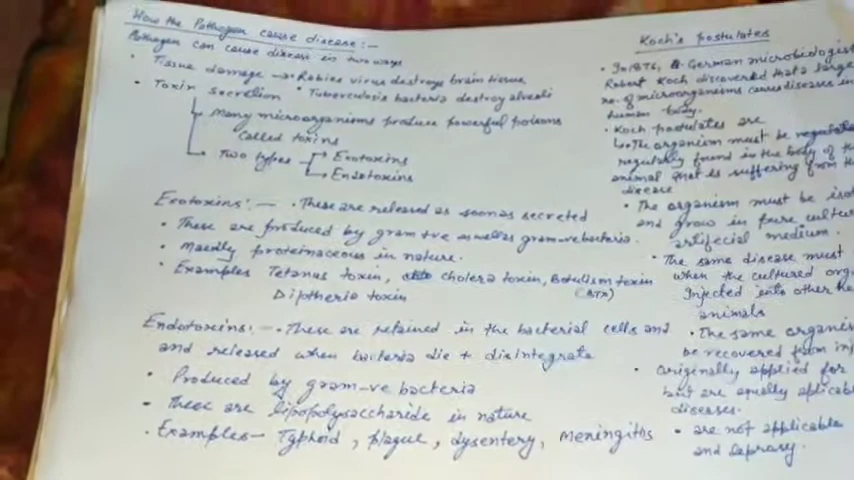 How the Pathogen cause disease:—
Pathogen can cause disease in two ways
• Tissue damage → • Rabies virus destroys brain tissue
• Tuberculosis bacteria destroy alveoli
• Toxin secretion
• Many microorganisms produce powerful poisons
called toxins
• Two types → Exotoxins
→ Endotoxins
Exotoxins:— • These are released as soon as secreted
• These are produced by gram +ve as well as gram -ve bacteria.
• Mainly proteinaceous in nature.
• Examples Tetanus toxin, cholera toxin, Botulism toxin
(BTX)
Diptheria toxin
Endotoxins:— • These are retained in the bacterial cells and
and released when bacteria die + disintegrate
• Produced by gram -ve bacteria
• These are lipopolysaccharide in nature
• Examples— Typhoid, plague, dysentery, meningitis
Koch's postulates
• In 1876, a German microbiologist
Robert Koch discovered that a large
no. of microorganisms causes diseases in
human body.
• Koch postulates are
• The organism must be
regularly found in the body of
animal that is suffering from
disease
• The organism must be
and grow in pure
artifecial medium.
• The same disease must
when the cultured
Injected into other
animals
• The same
be recovered from
• Originally applied for
but are equally
diseases.
• are not applicable
and leprosy.